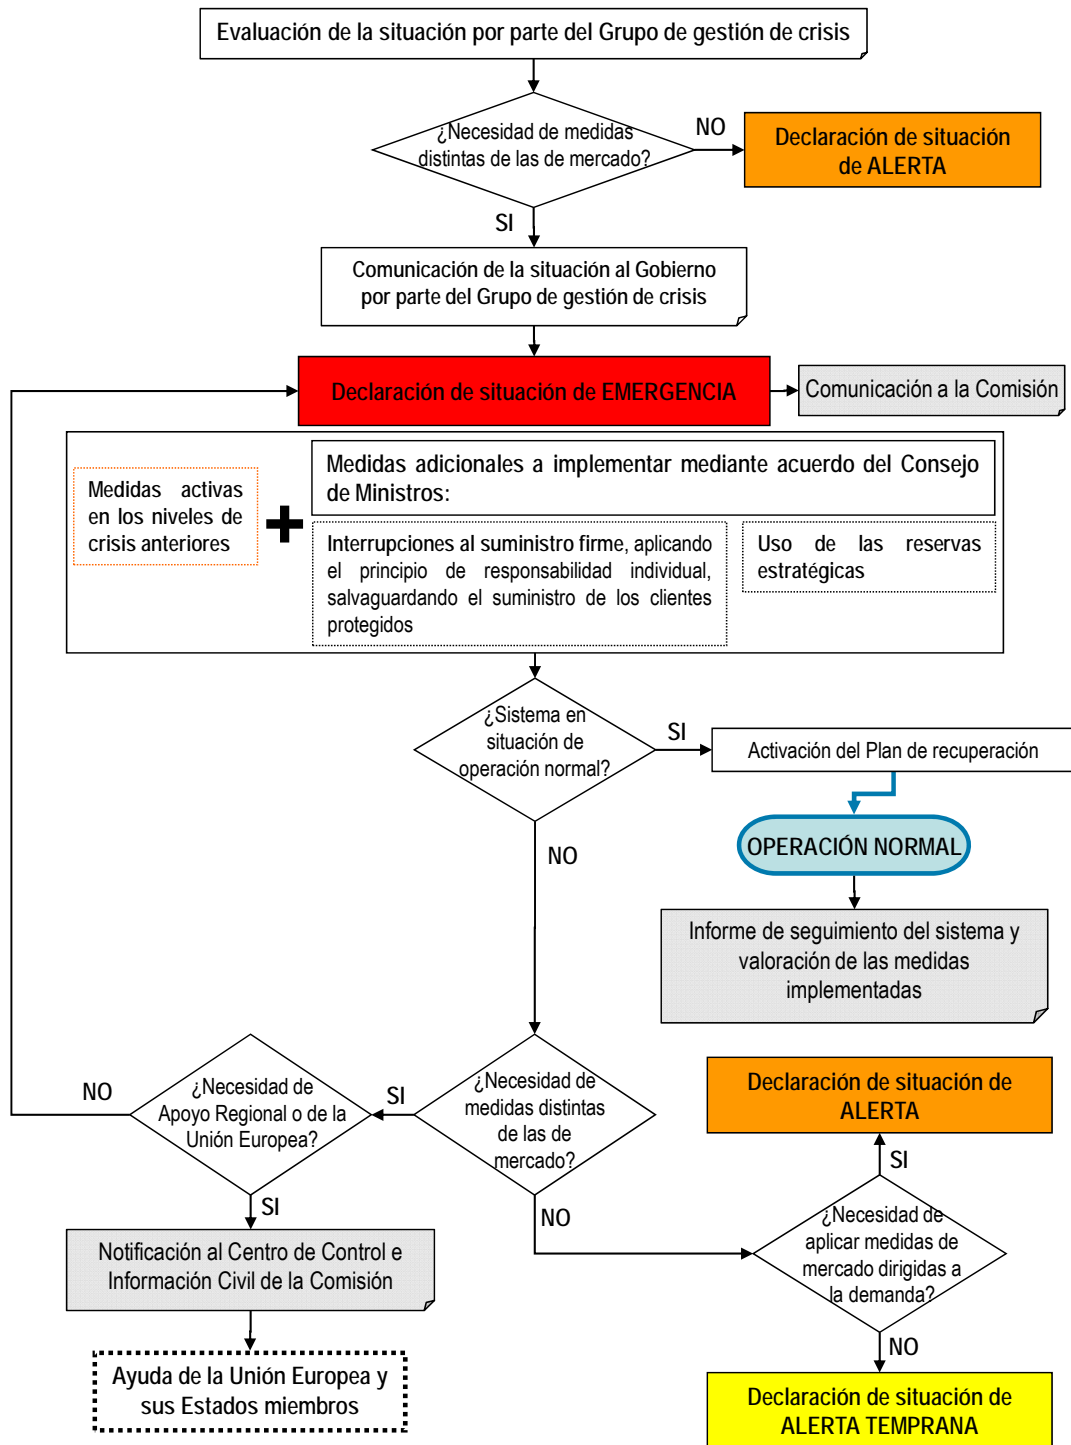 Evaluación de la situación por parte del Grupo de gestión de crisis
¿Necesidad de medidas
distintas de las de mercado?
NO
Declaración de situación
de ALERTA
SI
Comunicación de la situación al Gobierno
por parte del Grupo de gestión de crisis
Declaración de situación de EMERGENCIA
Comunicación a la Comisión
Medidas activas
en los niveles de
crisis anteriores
Medidas adicionales a implementar mediante acuerdo del Consejo
de Ministros:
Interrupciones al suministro firme, aplicando
el principio de responsabilidad individual,
salvaguardando el suministro de los clientes
protegidos
Uso de las reservas
estratégicas
¿Sistema en
situación de
operación normal?
SI
Activación del Plan de recuperación
OPERACIÓN NORMAL
NO
Informe de seguimiento del sistema y
valoración de las medidas
implementadas
¿Necesidad de
medidas distintas
de las de
mercado?
SI
¿Necesidad de
Apoyo Regional o de la
Unión Europea?
NO
SI
Notificación al Centro de Control e
Información Civil de la Comisión
Ayuda de la Unión Europea y
sus Estados miembros
NO
Declaración de situación de
ALERTA
SI
¿Necesidad de
aplicar medidas de
mercado dirigidas a
la demanda?
NO
Declaración de situación de
ALERTA TEMPRANA